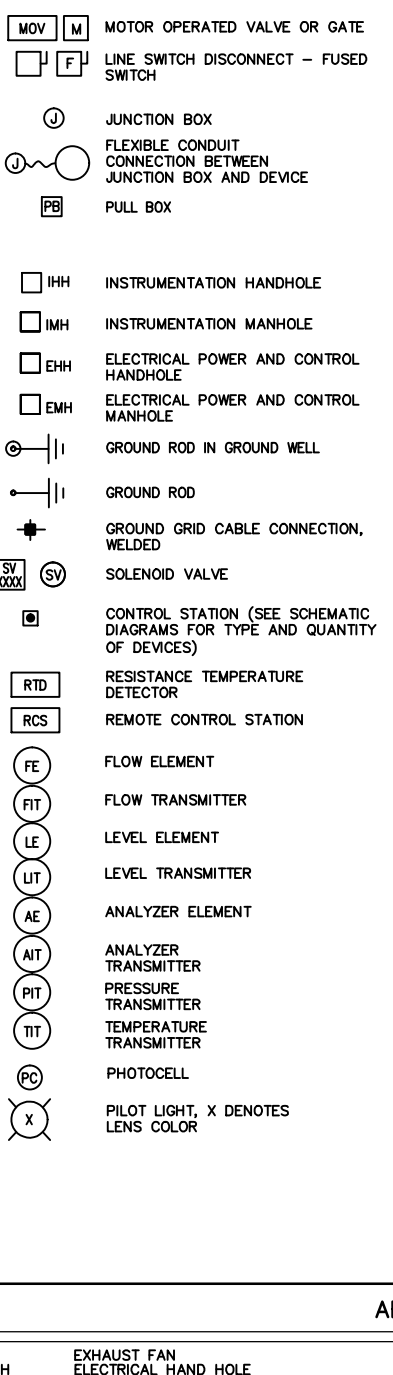 MOV M MOTOR OPERATED VALVE OR GATE
F LINE SWITCH DISCONNECT – FUSED
SWITCH
J JUNCTION BOX
FLEXIBLE CONDUIT
J CONNECTION BETWEEN
JUNCTION BOX AND DEVICE
PB PULL BOX
IHH INSTRUMENTATION HANDHOLE
IMH INSTRUMENTATION MANHOLE
EHH ELECTRICAL POWER AND CONTROL
HANDHOLE
EMH ELECTRICAL POWER AND CONTROL
MANHOLE
GROUND ROD IN GROUND WELL
GROUND ROD
GROUND GRID CABLE CONNECTION,
WELDED
SV
XXXX SV SOLENOID VALVE
CONTROL STATION (SEE SCHEMATIC
DIAGRAMS FOR TYPE AND QUANTITY
OF DEVICES)
RTD RESISTANCE TEMPERATURE
DETECTOR
RCS REMOTE CONTROL STATION
FE FLOW ELEMENT
FIT FLOW TRANSMITTER
LE LEVEL ELEMENT
LIT LEVEL TRANSMITTER
AE ANALYZER ELEMENT
AIT ANALYZER
TRANSMITTER
PIT PRESSURE
TRANSMITTER
TIT TEMPERATURE
TRANSMITTER
PC PHOTOCELL
X PILOT LIGHT, X DENOTES
LENS COLOR
EXHAUST FAN
H ELECTRICAL HAND HOLE